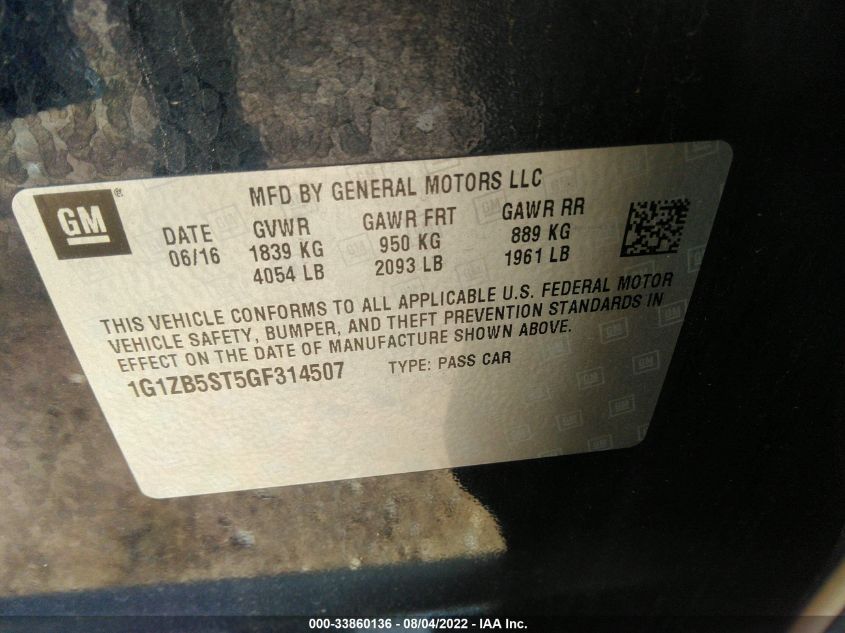 GM ®
MFD BY GENERAL MOTORS LLC
DATE GVWR GAWR FRT GAWR RR
06/16 1839 KG 950 KG 889 KG
4054 LB 2093 LB 1961 LB
THIS VEHICLE CONFORMS TO ALL APPLICABLE U.S. FEDERAL MOTOR
VEHICLE SAFETY, BUMPER, AND THEFT PREVENTION STANDARDS IN
EFFECT ON THE DATE OF MANUFACTURE SHOWN ABOVE.
1G1ZB5ST5GF314507 TYPE: PASS CAR
000-33860136 - 08/04/2022 - IAA Inc.